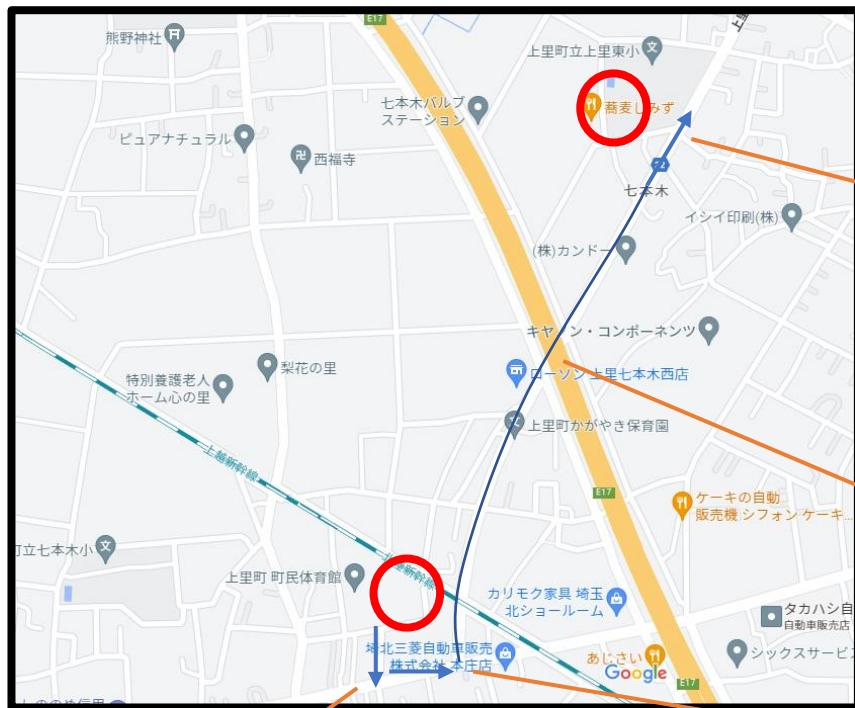 E17
熊野神社
上里町立上里東小
七本木バルブ
ステーション
蕎麦しみず
ピュアナチュラル
西福寺
七本木
イシイ印刷(株)
(株)カンドー
キヤノン・コンポーネンツ
ローソン 上里七本木西店
梨花の里
特別養護老人
ホーム心の里
上里町かがやき保育園
上越新幹線
E17
ケーキの自動
販売機 シフォン ケーキ...
町立七本木小
上里町 町民体育館
カリモク家具 埼玉
北ショールーム
タカハシ自
自動車販売店
埼北三菱自動車販売
株式会社 本庄店
あじさい
シックスサービス
Google
E17